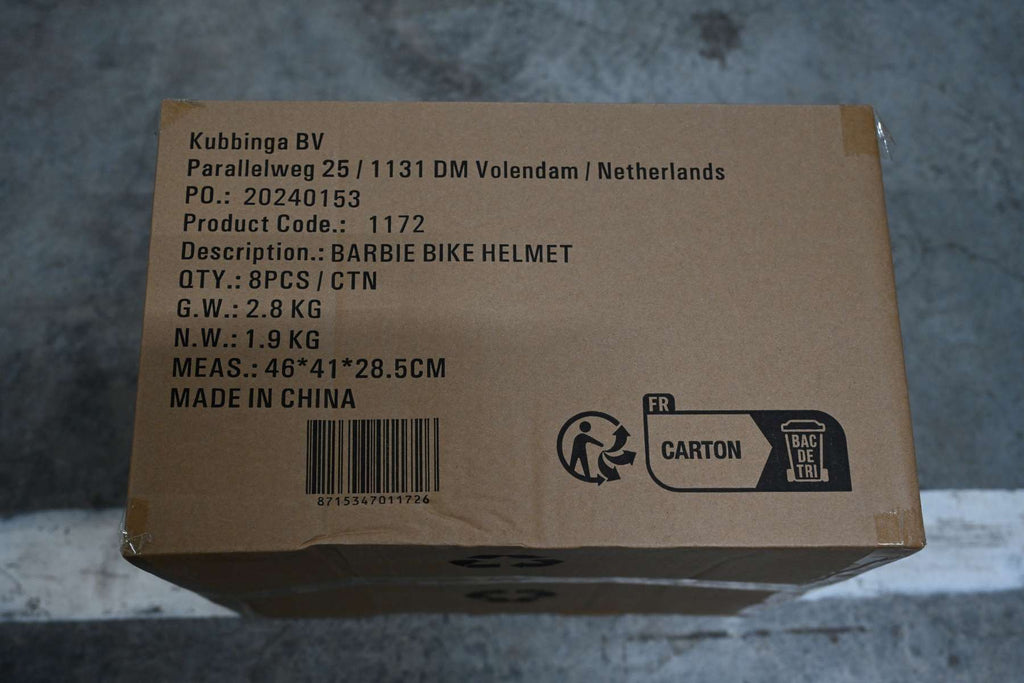 Kubbinga BV
Parallelweg 25 / 1131 DM Volendam / Netherlands
PO.: 20240153
Product Code.: 1172
Description.: BARBIE BIKE HELMET
QTY.: 8PCS / CTN
G.W.: 2.8 KG
N.W.: 1.9 KG
MEAS.: 46*41*28.5CM
MADE IN CHINA
8715347011726
FR
CARTON
BAC
DE
TRI